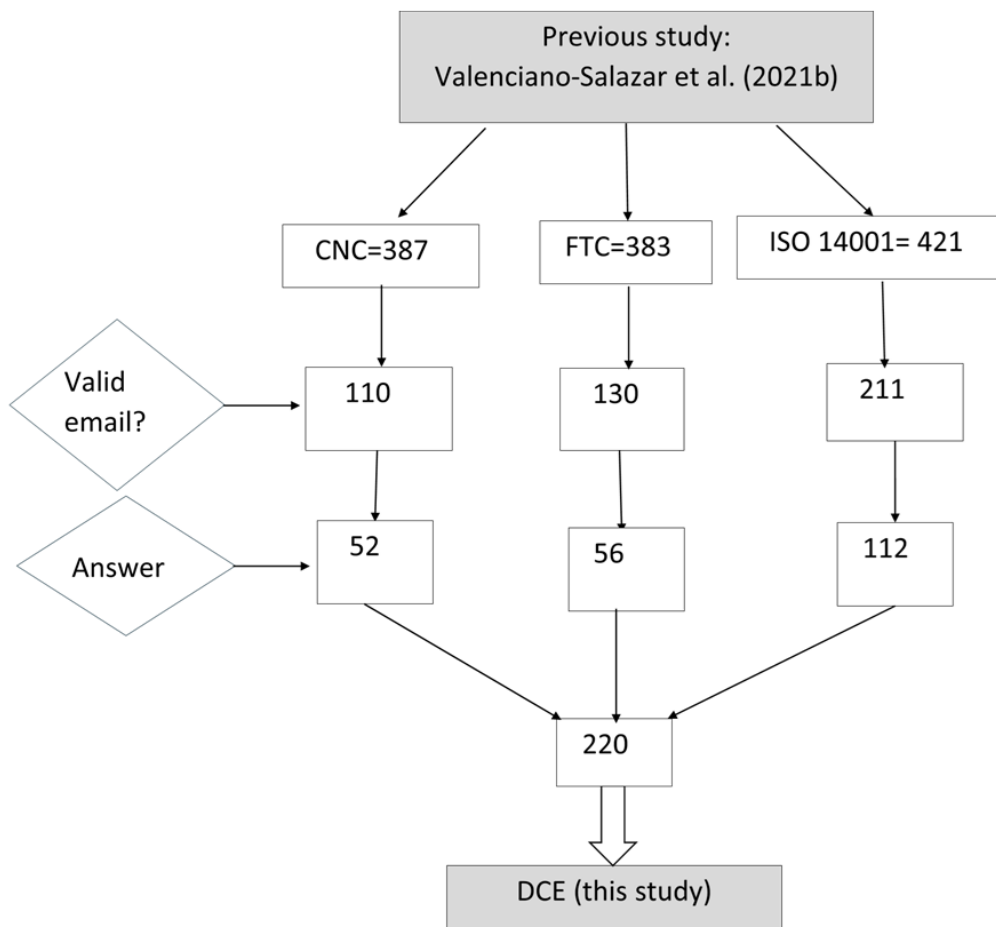 Previous study:
Valenciano-Salazar et al. (2021b)
CNC=387
FTC=383
ISO 14001= 421
Valid
email?
110
130
211
Answer
52
56
112
220
DCE (this study)